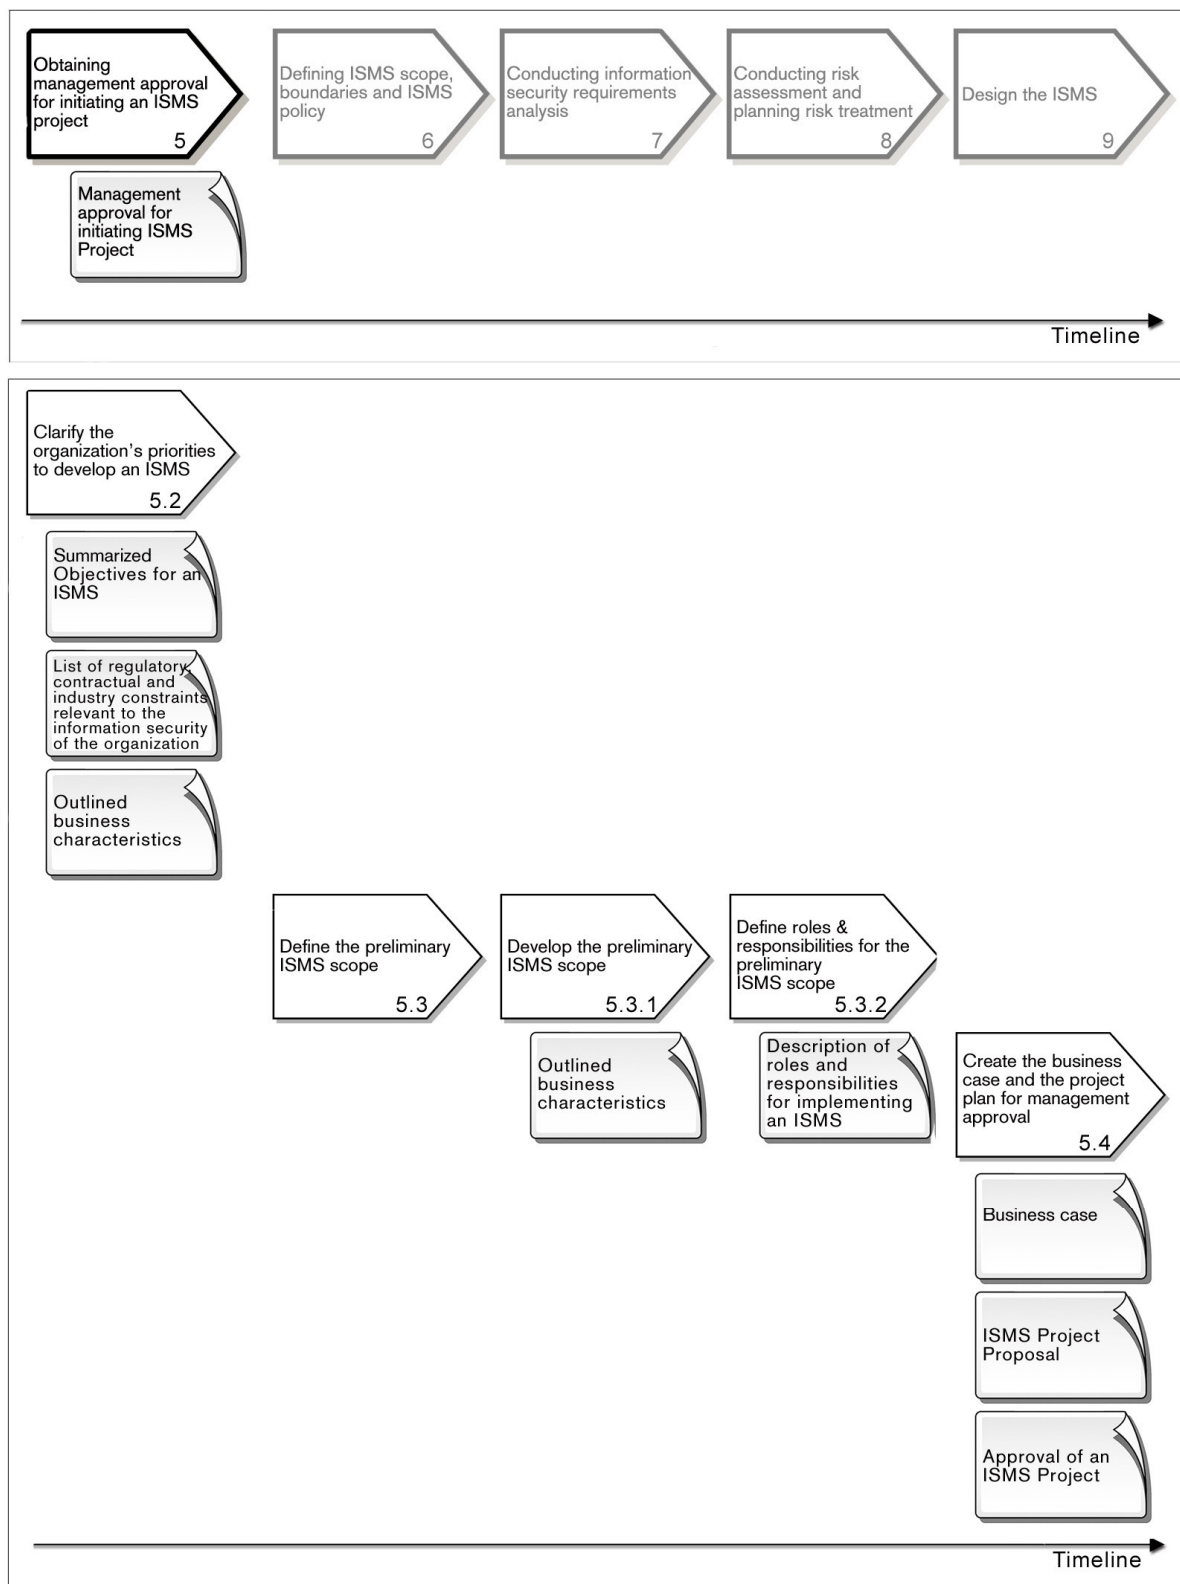 Obtaining
management approval
for initiating an ISMS
project
5
Defining ISMS scope,
boundaries and ISMS
policy
6
Conducting information
security requirements
analysis
7
Conducting risk
assessment and
planning risk treatment
8
Design the ISMS
9
Management
approval for
initiating ISMS
Project
Timeline
Clarify the
organization's priorities
to develop an ISMS
5.2
Summarized
Objectives for an
ISMS
List of regulatory,
contractual and
industry constraints
relevant to the
information security
of the organization
Outlined
business
characteristics
Define the preliminary
ISMS scope
5.3
Develop the preliminary
ISMS scope
5.3.1
Outlined
business
characteristics
Define roles &
responsibilities for the
preliminary
ISMS scope
5.3.2
Description of
roles and
responsibilities
for implementing
an ISMS
Create the business
case and the project
plan for management
approval
5.4
Business case
ISMS Project
Proposal
Approval of an
ISMS Project
Timeline